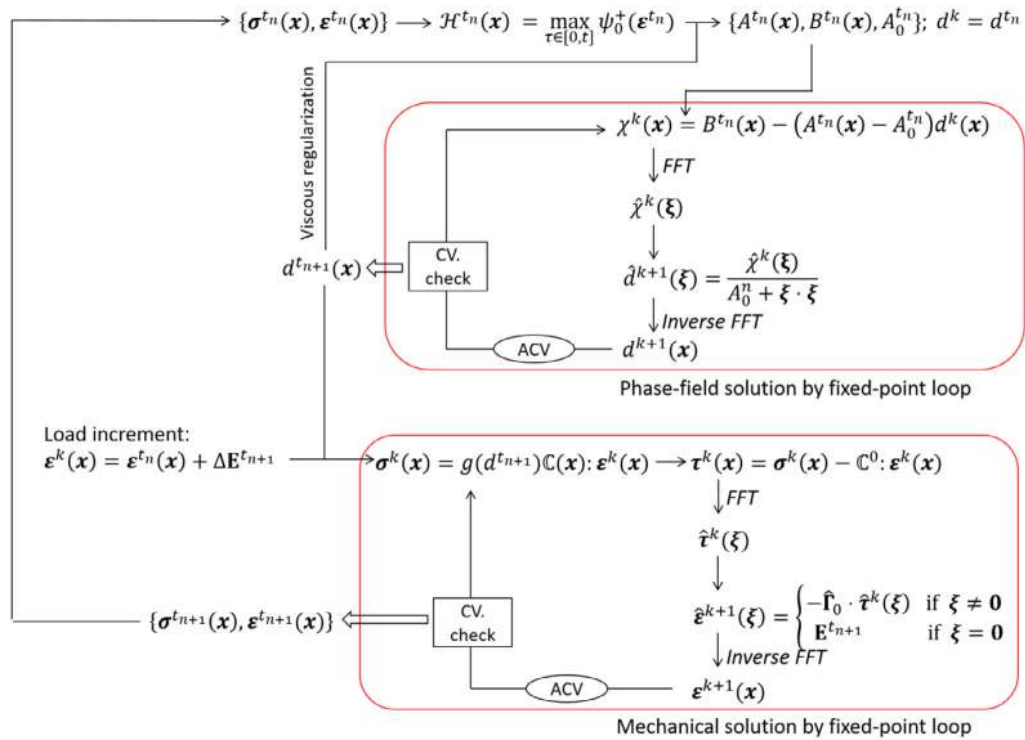 {σ^{t_n}(x), ε^{t_n}(x)} → ℋ^{t_n}(x) = max_{τ∈[0,t]} ψ_0^+(ε^{t_n}) → {A^{t_n}(x), B^{t_n}(x), A_0^{t_n}}; d^k = d^{t_n}
Viscous regularization
χ^k(x) = B^{t_n}(x) − (A^{t_n}(x) − A_0^{t_n})d^k(x)
FFT
χ̂^k(ξ)
d^{t_{n+1}}(x)
CV.
check
d̂^{k+1}(ξ) = χ̂^k(ξ) / (A_0^n + ξ · ξ)
Inverse FFT
ACV
d^{k+1}(x)
Phase-field solution by fixed-point loop
Load increment:
ε^k(x) = ε^{t_n}(x) + ΔE^{t_{n+1}}
σ^k(x) = g(d^{t_{n+1}})ℂ(x): ε^k(x) → τ^k(x) = σ^k(x) − ℂ^0: ε^k(x)
FFT
τ̂^k(ξ)
{σ^{t_{n+1}}(x), ε^{t_{n+1}}(x)}
CV.
check
ε̂^{k+1}(ξ) = { −Γ̂_0 · τ̂^k(ξ) if ξ ≠ 0
E^{t_{n+1}} if ξ = 0
Inverse FFT
ACV
ε^{k+1}(x)
Mechanical solution by fixed-point loop